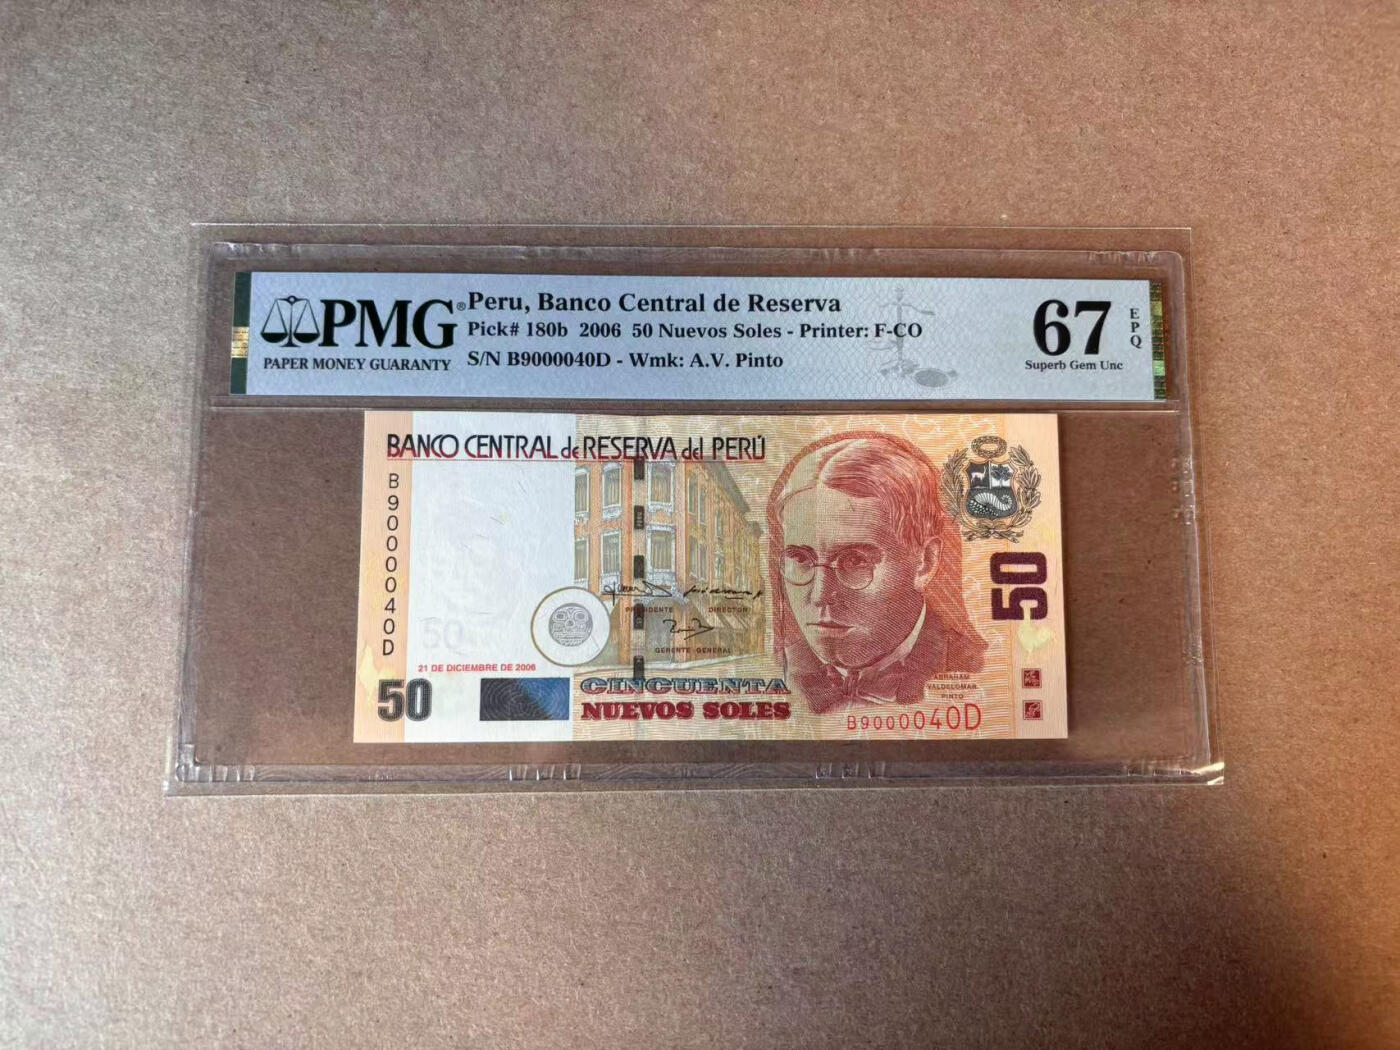 PMG®
PAPER MONEY GUARANTY
Peru, Banco Central de Reserva
Pick# 180b 2006 50 Nuevos Soles - Printer: F-CO
S/N B9000040D - Wmk: A.V. Pinto
67
EPQ
Superb Gem Unc
BANCO CENTRAL de RESERVA del PERÚ
B9000040D
50
50
PRESIDENTE
DIRECTOR
GERENTE GENERAL
21 DE DICIEMBRE DE 2006
50
CINCUENTA
NUEVOS SOLES
ABRAHAM
VALDELOMAR
PINTO
B9000040D